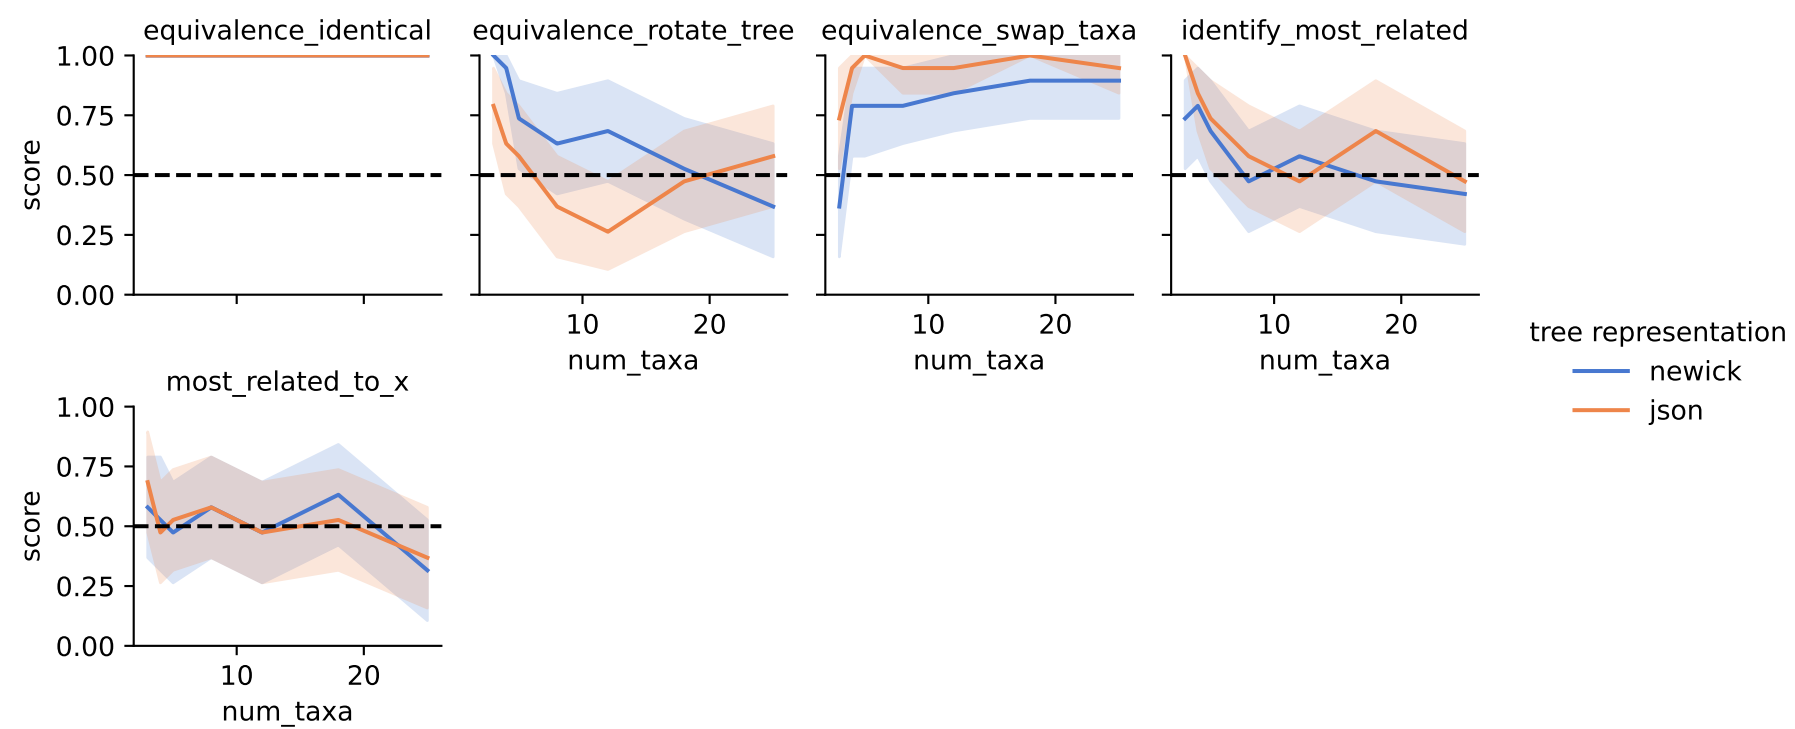 equivalence_identical
equivalence_rotate_tree
equivalence_swap_taxa
identify_most_related
1.00
0.75
0.50
0.25
0.00
score
10 20
num_taxa
10 20
num_taxa
10 20
num_taxa
tree representation
newick
json
most_related_to_x
1.00
0.75
0.50
0.25
0.00
score
10 20
num_taxa